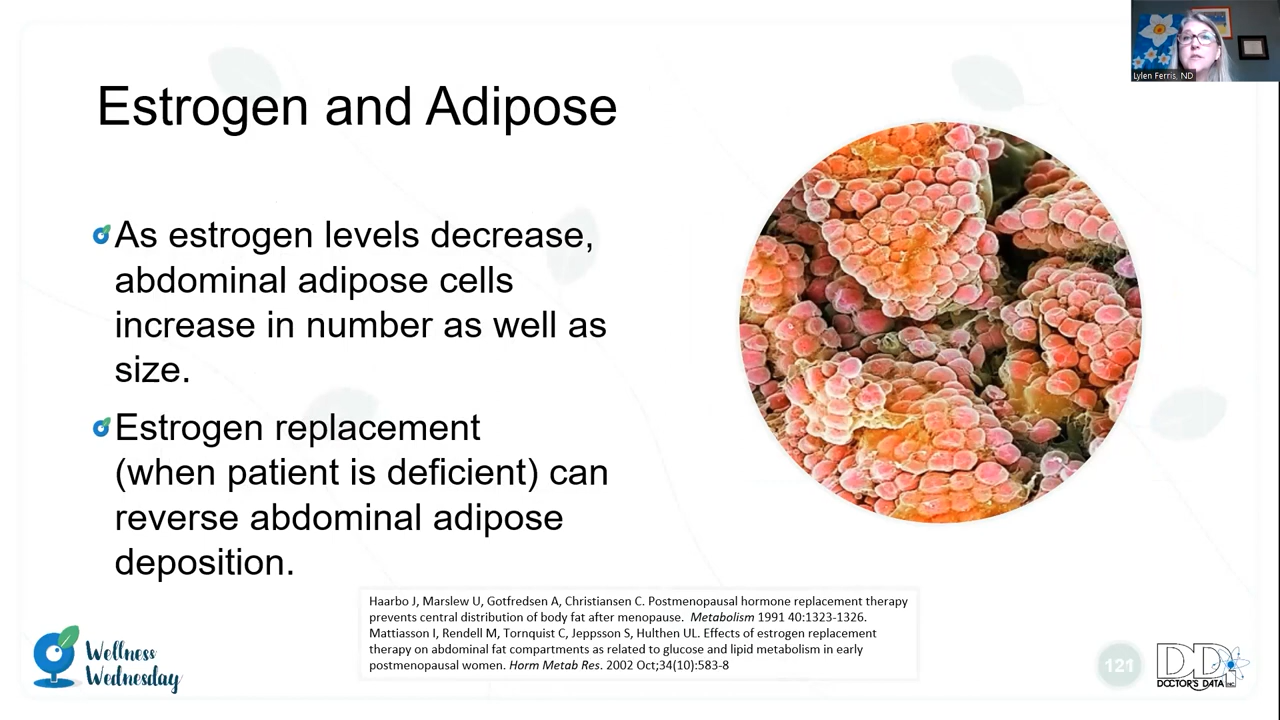 Lylen Ferris, ND
Estrogen and Adipose
As estrogen levels decrease,
abdominal adipose cells
increase in number as well as
size.
Estrogen replacement
(when patient is deficient) can
reverse abdominal adipose
deposition.
Haarbo J, Marslew U, Gotfredsen A, Christiansen C. Postmenopausal hormone replacement therapy
prevents central distribution of body fat after menopause. Metabolism 1991 40:1323-1326.
Mattiasson I, Rendell M, Tornquist C, Jeppsson S, Hulthen UL. Effects of estrogen replacement
therapy on abdominal fat compartments as related to glucose and lipid metabolism in early
postmenopausal women. Horm Metab Res. 2002 Oct;34(10):583-8
Wellness
Wednesday
121
DDI
DOCTOR'S DATA INC.